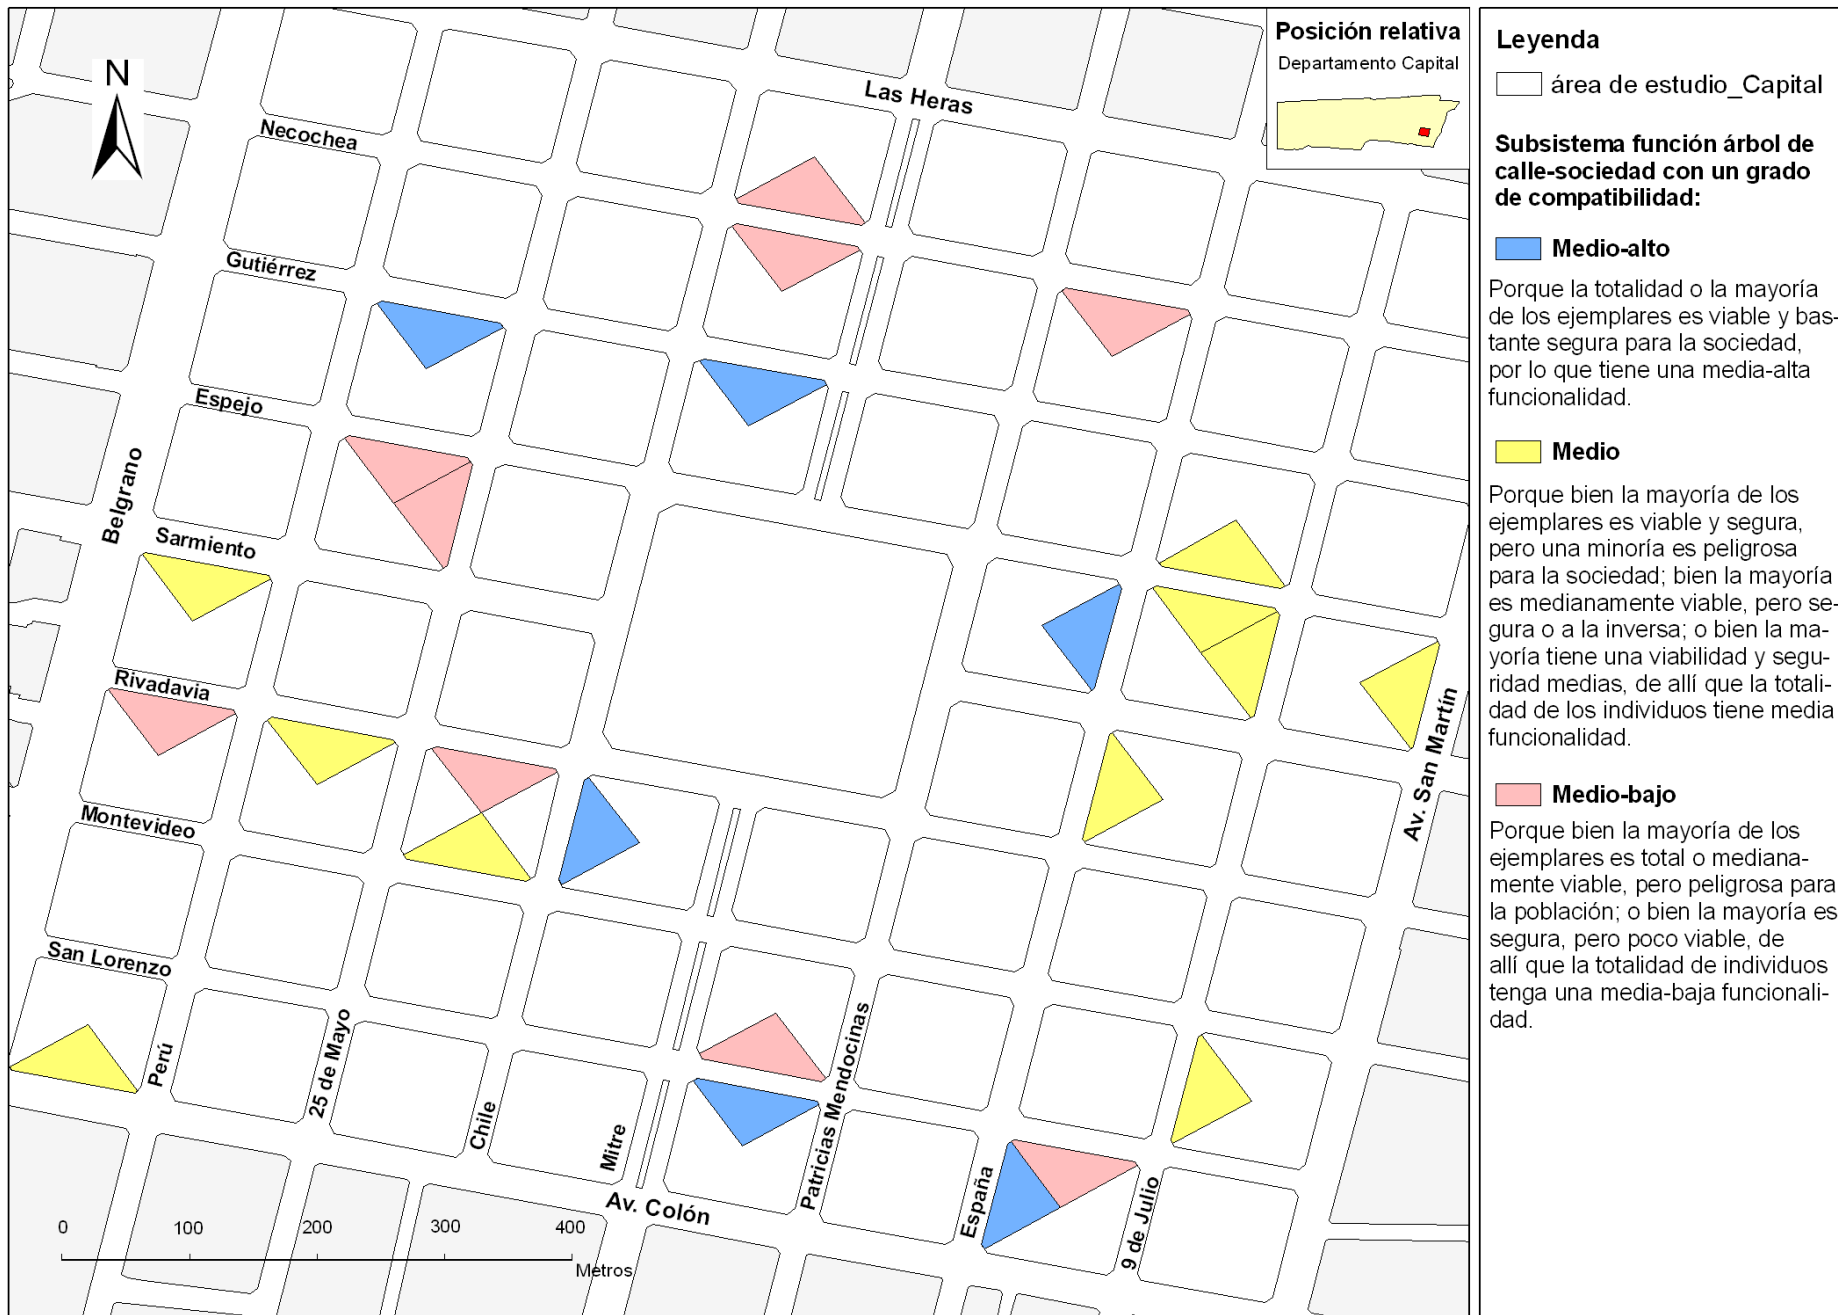 N
Las Heras
Necochea
Gutiérrez
Espejo
Belgrano
Sarmiento
Rivadavia
Montevideo
San Lorenzo
Perú
25 de Mayo
Chile
Mitre
Av. Colón
Patricias Mendocinas
España
9 de Julio
Av. San Martín
0 100 200 300 400
Metros
Posición relativa
Departamento Capital
Leyenda
área de estudio_Capital
Subsistema función árbol de
calle-sociedad con un grado
de compatibilidad:
Medio-alto
Porque la totalidad o la mayoría
de los ejemplares es viable y bas-
tante segura para la sociedad,
por lo que tiene una media-alta
funcionalidad.
Medio
Porque bien la mayoría de los
ejemplares es viable y segura,
pero una minoría es peligrosa
para la sociedad; bien la mayoría
es medianamente viable, pero se-
gura o a la inversa; o bien la ma-
yoría tiene una viabilidad y segu-
ridad medias, de allí que la totali-
dad de los individuos tiene media
funcionalidad.
Medio-bajo
Porque bien la mayoría de los
ejemplares es total o mediana-
mente viable, pero peligrosa para
la población; o bien la mayoría es
segura, pero poco viable, de
allí que la totalidad de individuos
tenga una media-baja funcionali-
dad.